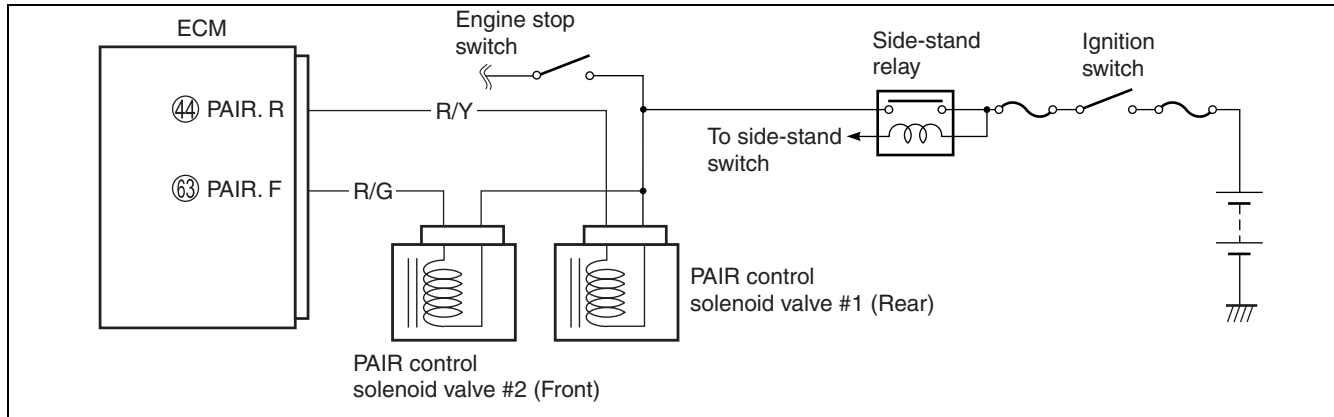 ECM
Engine stop
switch
Side-stand
relay
Ignition
switch
44 PAIR. R
R/Y
To side-stand
switch
63 PAIR. F
R/G
PAIR control
solenoid valve #1 (Rear)
PAIR control
solenoid valve #2 (Front)